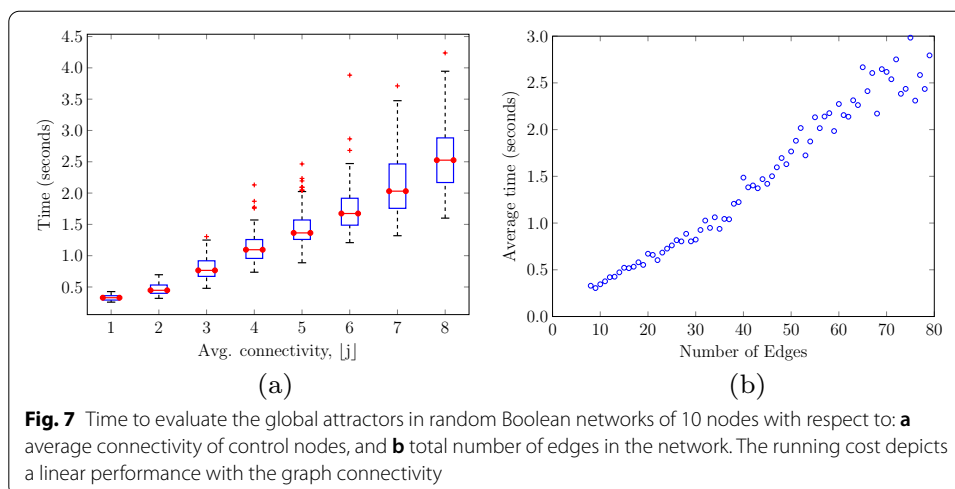 4.5
4.0
3.5
3.0
2.5
2.0
1.5
1.0
0.5
Time (seconds)
1 2 3 4 5 6 7 8
Avg. connectivity, ⌊j⌋
(a)
3.0
2.5
2.0
1.5
1.0
0.5
0.0
Average time (seconds)
0 10 20 30 40 50 60 70 80
Number of Edges
(b)
Fig. 7 Time to evaluate the global attractors in random Boolean networks of 10 nodes with respect to: a
average connectivity of control nodes, and b total number of edges in the network. The running cost depicts
a linear performance with the graph connectivity